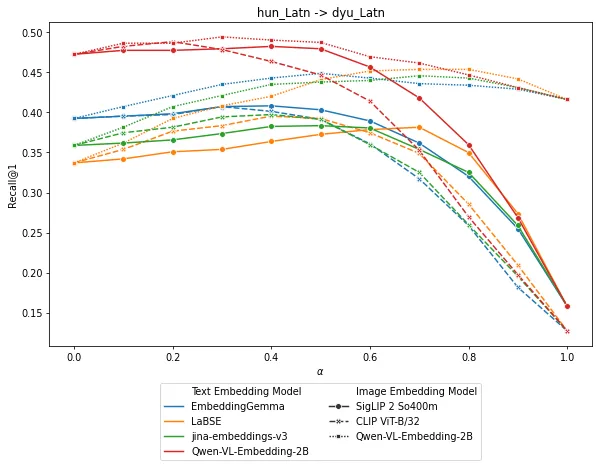 hun_Latn -> dyu_Latn
Recall@1
0.50
0.45
0.40
0.35
0.30
0.25
0.20
0.15
0.0 0.2 0.4 0.6 0.8 1.0
α
Text Embedding Model
EmbeddingGemma
LaBSE
jina-embeddings-v3
Qwen-VL-Embedding-2B
Image Embedding Model
SigLIP 2 So400m
CLIP ViT-B/32
Qwen-VL-Embedding-2B